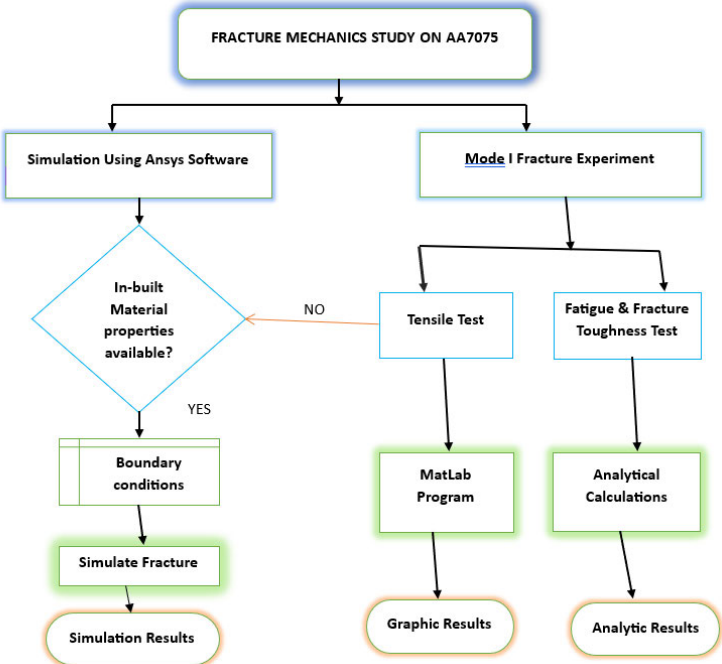 FRACTURE MECHANICS STUDY ON AA7075
Simulation Using Ansys Software
Mode I Fracture Experiment
In-built
Material
properties
available?
NO
Tensile Test
Fatigue & Fracture
Toughness Test
YES
Boundary
conditions
MatLab
Program
Analytical
Calculations
Simulate Fracture
Simulation Results
Graphic Results
Analytic Results